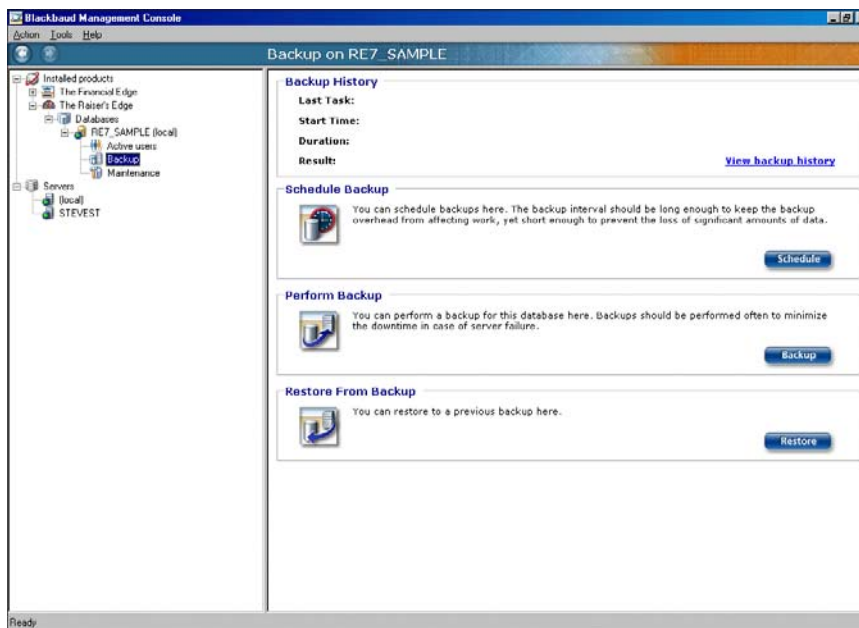 Blackbaud Management Console
Action Tools Help
Backup on RE7_SAMPLE
Installed products
The Financial Edge
The Raiser's Edge
Databases
RE7_SAMPLE (local)
Active users
Backup
Maintenance
Servers
(local)
STEVEST
Backup History
Last Task:
Start Time:
Duration:
Result:
View backup history
Schedule Backup
You can schedule backups here. The backup interval should be long enough to keep the backup
overhead from affecting work, yet short enough to prevent the loss of significant amounts of data.
Schedule
Perform Backup
You can perform a backup for this database here. Backups should be performed often to minimize
the downtime in case of server failure.
Backup
Restore From Backup
You can restore to a previous backup here.
Restore
Ready